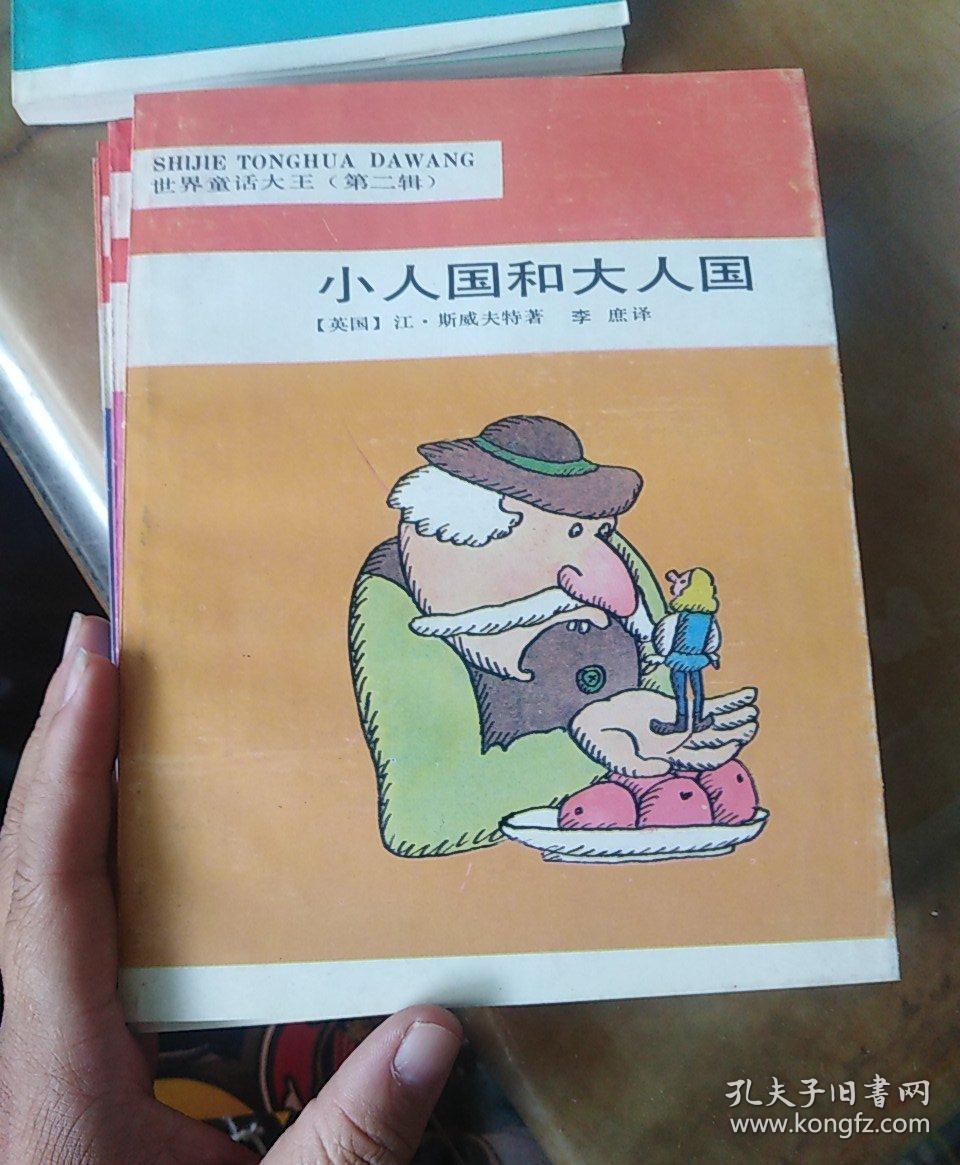 SHIJIE TONGHUA DAWANG
世界童话大王（第二辑）
小人国和大人国
【英国】江·斯威夫特著 李 庶译
孔夫子旧书网
www.kongfz.com